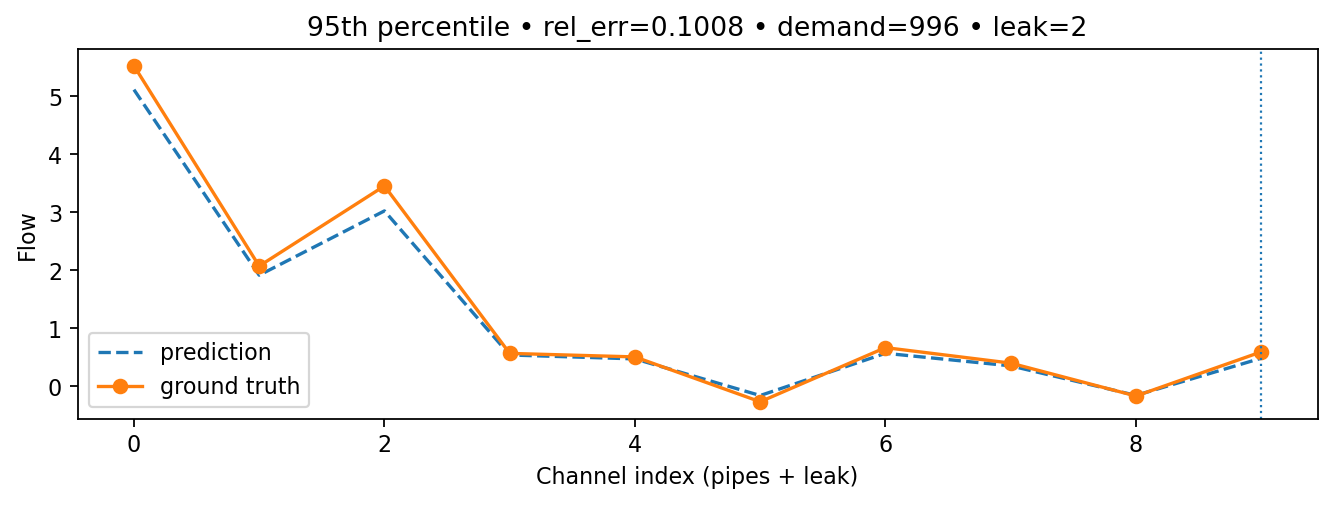 95th percentile • rel_err=0.1008 • demand=996 • leak=2
5
4
3
2
1
0
Flow
prediction
ground truth
0 2 4 6 8
Channel index (pipes + leak)